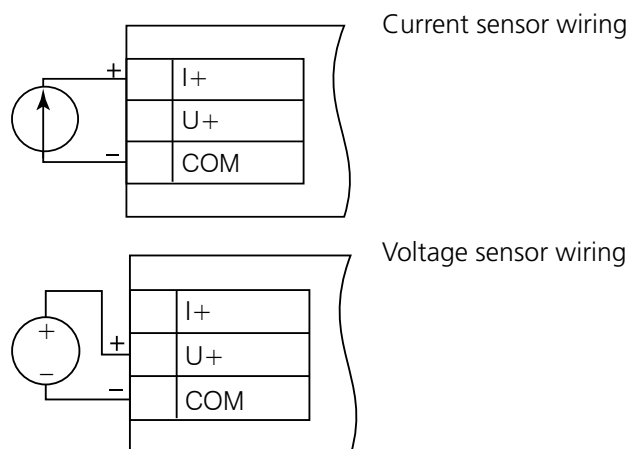 Current sensor wiring
+
I+
U+
–
COM
Voltage sensor wiring
I+
+
+
U+
–
–
COM